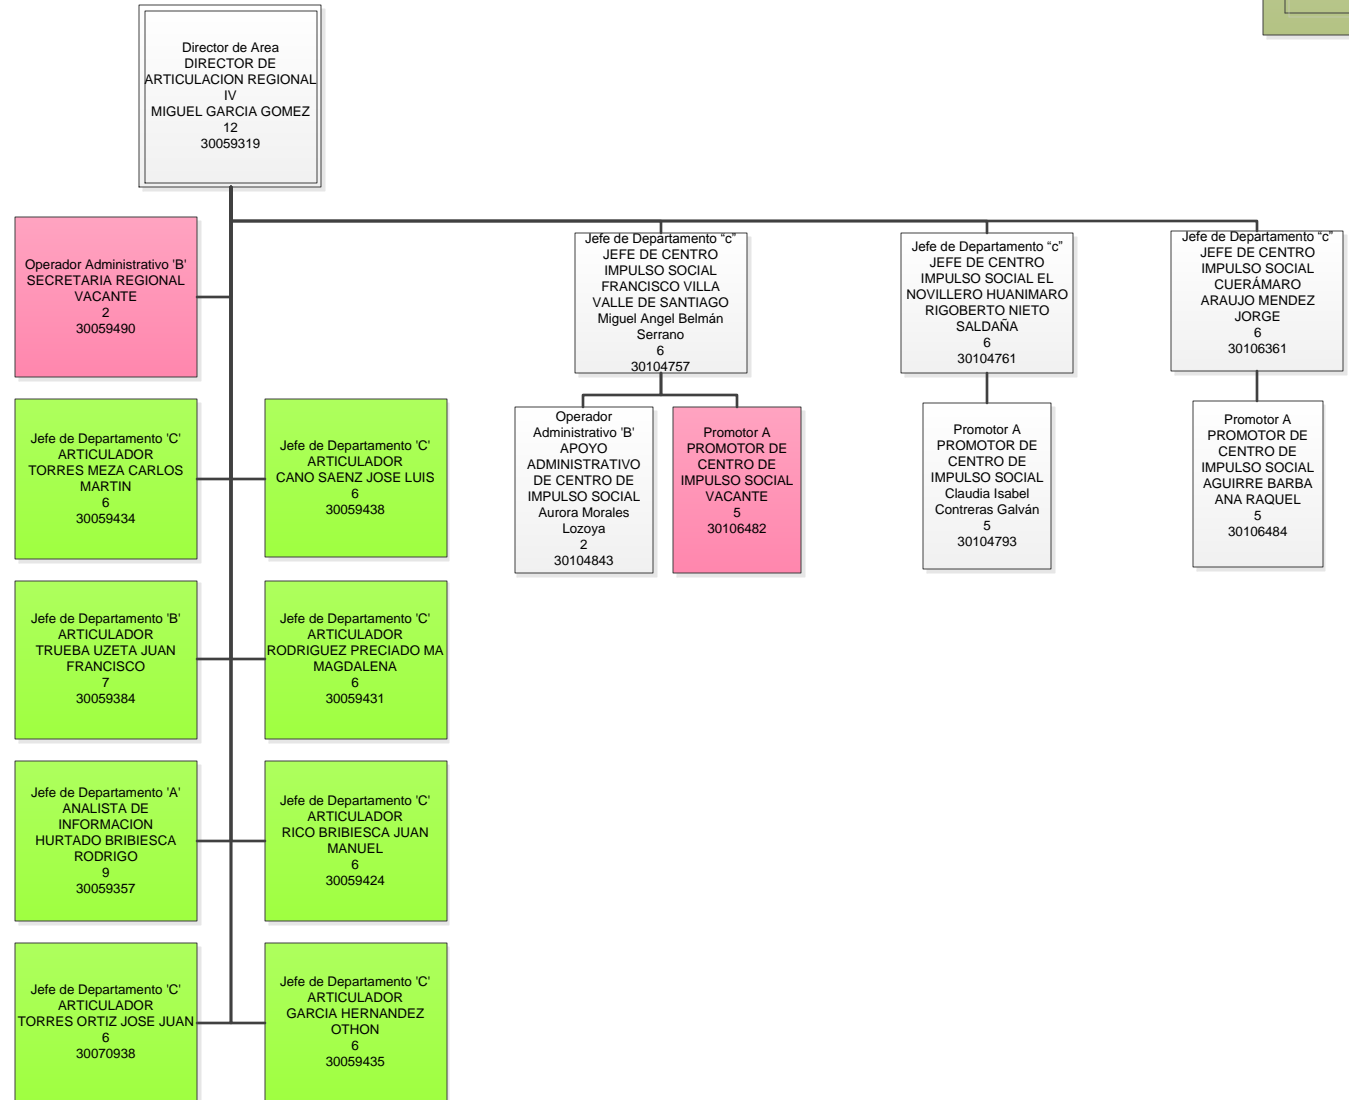 Director de Area
DIRECTOR DE
ARTICULACION REGIONAL
IV
MIGUEL GARCIA GOMEZ
12
30059319
Operador Administrativo 'B'
SECRETARIA REGIONAL
VACANTE
2
30059490
Jefe de Departamento “c”
JEFE DE CENTRO
IMPULSO SOCIAL
FRANCISCO VILLA
VALLE DE SANTIAGO
Miguel Angel Belmán
Serrano
6
30104757
Jefe de Departamento “c”
JEFE DE CENTRO
IMPULSO SOCIAL EL
NOVILLERO HUANIMARO
RIGOBERTO NIETO
SALDAÑA
6
30104761
Jefe de Departamento “c”
JEFE DE CENTRO
IMPULSO SOCIAL
CUERÁMARO
ARAUJO MENDEZ
JORGE
6
30106361
Jefe de Departamento 'C'
ARTICULADOR
TORRES MEZA CARLOS
MARTIN
6
30059434
Jefe de Departamento 'C'
ARTICULADOR
CANO SAENZ JOSE LUIS
6
30059438
Operador
Administrativo 'B'
APOYO
ADMINISTRATIVO
DE CENTRO DE
IMPULSO SOCIAL
Aurora Morales
Lozoya
2
30104843
Promotor A
PROMOTOR DE
CENTRO DE
IMPULSO SOCIAL
VACANTE
5
30106482
Promotor A
PROMOTOR DE
CENTRO DE
IMPULSO SOCIAL
Claudia Isabel
Contreras Galván
5
30104793
Promotor A
PROMOTOR DE
CENTRO DE
IMPULSO SOCIAL
AGUIRRE BARBA
ANA RAQUEL
5
30106484
Jefe de Departamento 'B'
ARTICULADOR
TRUEBA UZETA JUAN
FRANCISCO
7
30059384
Jefe de Departamento 'C'
ARTICULADOR
RODRIGUEZ PRECIADO MA
MAGDALENA
6
30059431
Jefe de Departamento 'A'
ANALISTA DE
INFORMACION
HURTADO BRIBIESCA
RODRIGO
9
30059357
Jefe de Departamento 'C'
ARTICULADOR
RICO BRIBIESCA JUAN
MANUEL
6
30059424
Jefe de Departamento 'C'
ARTICULADOR
TORRES ORTIZ JOSE JUAN
6
30070938
Jefe de Departamento 'C'
ARTICULADOR
GARCIA HERNANDEZ
OTHON
6
30059435